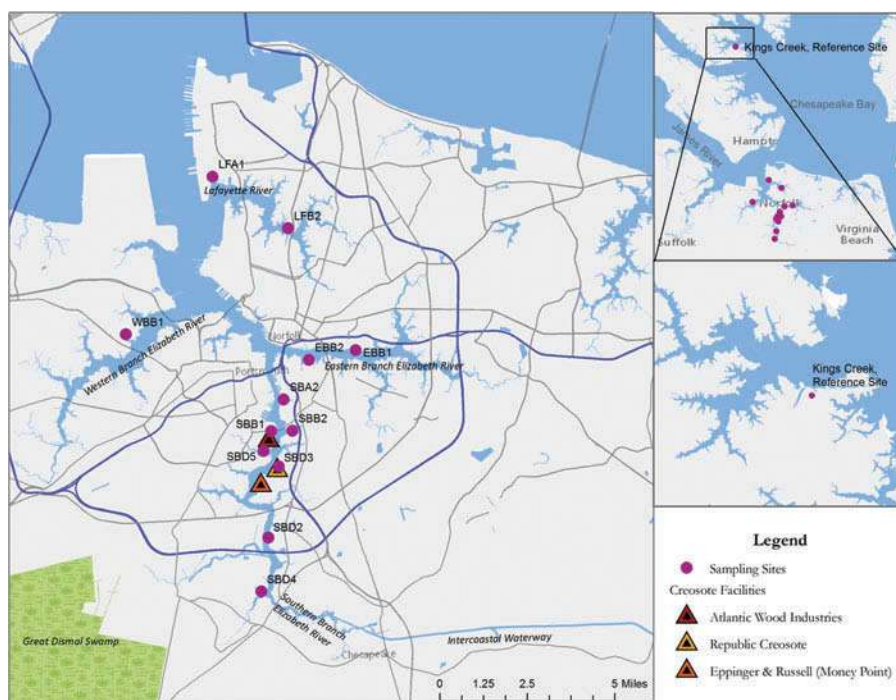 LFA1
Lafayette River
LFB2
WBB1
Western Branch Elizabeth River
Norfolk
EBB2
EBB1
Eastern Branch Elizabeth River
SBA2
SBB1
SBB2
SBD5
SBD3
SBD2
SBD4
Southern Branch
Elizabeth River
Great Dismal Swamp
Intercoastal Waterway
Chesapeake
0 1.25 2.5 5 Miles
Kings Creek, Reference Site
Chesapeake Bay
James River
Norfolk
Virginia
Beach
Suffolk
Kings Creek,
Reference Site
Legend
Sampling Sites
Creosote Facilities
Atlantic Wood Industries
Republic Creosote
Eppinger & Russell (Money Point)